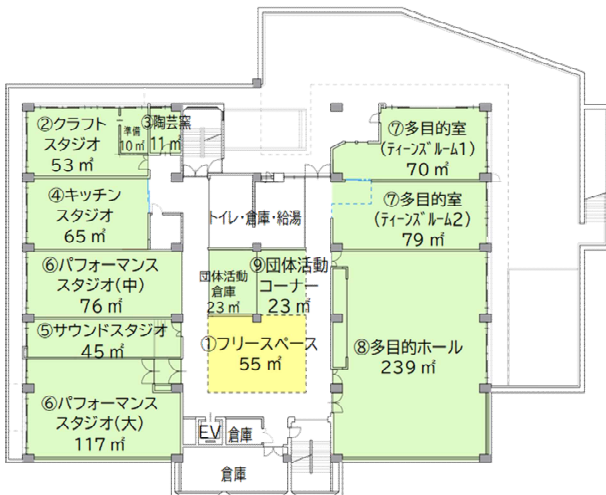 ②クラフト
スタジオ
53㎡
準備
10㎡
③陶芸窯
11㎡
⑦多目的室
(ティーンズルーム1)
70㎡
④キッチン
スタジオ
65㎡
トイレ・倉庫・給湯
⑦多目的室
(ティーンズルーム2)
79㎡
⑥パフォーマンス
スタジオ(中)
76㎡
団体活動
倉庫
23㎡
⑨団体活動
コーナー
23㎡
⑤サウンドスタジオ
45㎡
①フリースペース
55㎡
⑧多目的ホール
239㎡
⑥パフォーマンス
スタジオ(大)
117㎡
EV
倉庫
倉庫